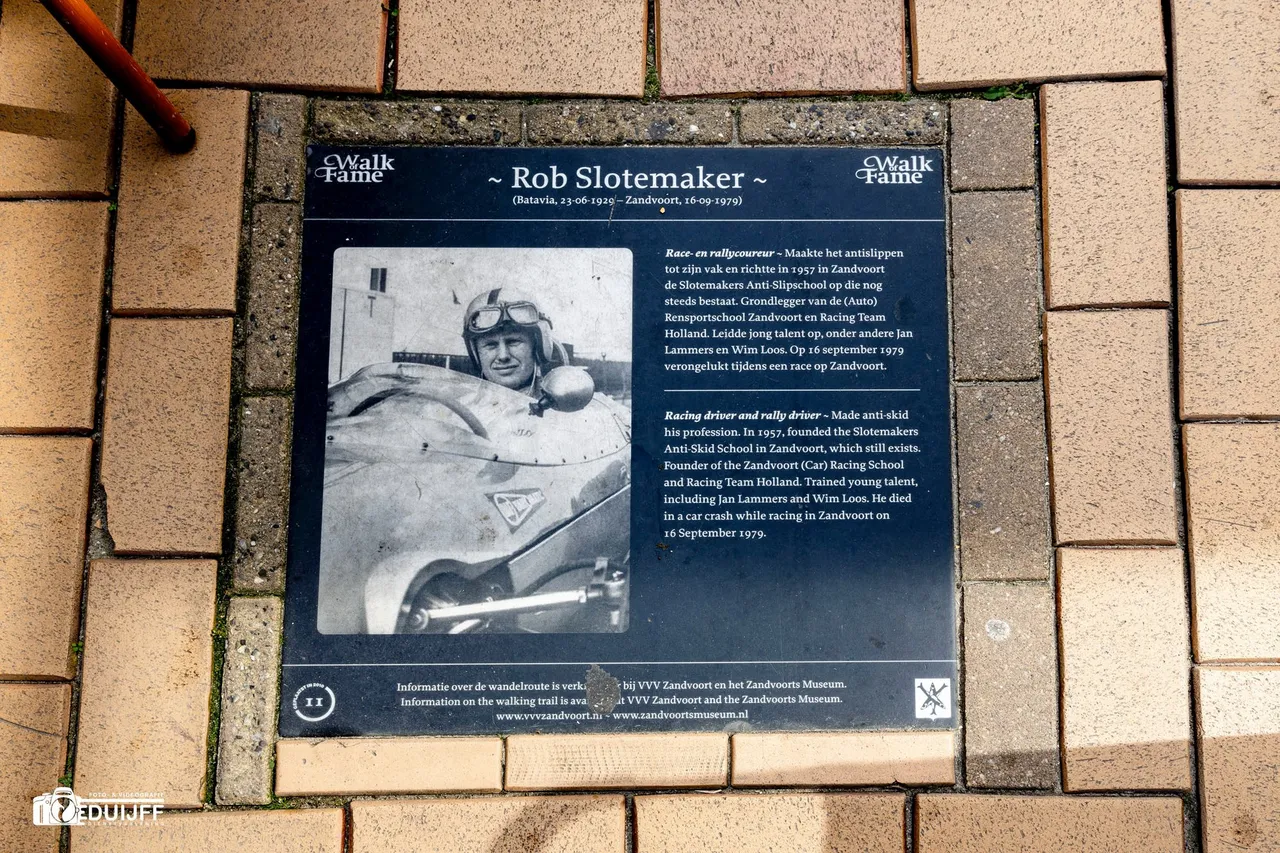 Walk of Fame
~ Rob Slotemaker ~
Walk of Fame
(Batavia, 23-06-1929 – Zandvoort, 16-09-1979)
Race- en rallycoureur ~ Maakte het antislippen
tot zijn vak en richtte in 1957 in Zandvoort
de Slotemakers Anti-Slipschool op die nog
steeds bestaat. Grondlegger van de (Auto)
Rensportschool Zandvoort en Racing Team
Holland. Leidde jong talent op, onder andere Jan
Lammers en Wim Loos. Op 16 september 1979
verongelukt tijdens een race op Zandvoort.
Racing driver and rally driver ~ Made anti-skid
his profession. In 1957, founded the Slotemakers
Anti-Skid School in Zandvoort, which still exists.
Founder of the Zandvoort (Car) Racing School
and Racing Team Holland. Trained young talent,
including Jan Lammers and Wim Loos. He died
in a car crash while racing in Zandvoort on
16 September 1979.
Informatie over de wandelroute is bij VVV Zandvoort en het Zandvoorts Museum.
Information on the walking trail is VVV Zandvoort and the Zandvoorts Museum.
www.vvvzandvoort.nl ~ www.zandvoortsmuseum.nl
11
FOTO- & VIDEOGRAFIE
EDUIJFF